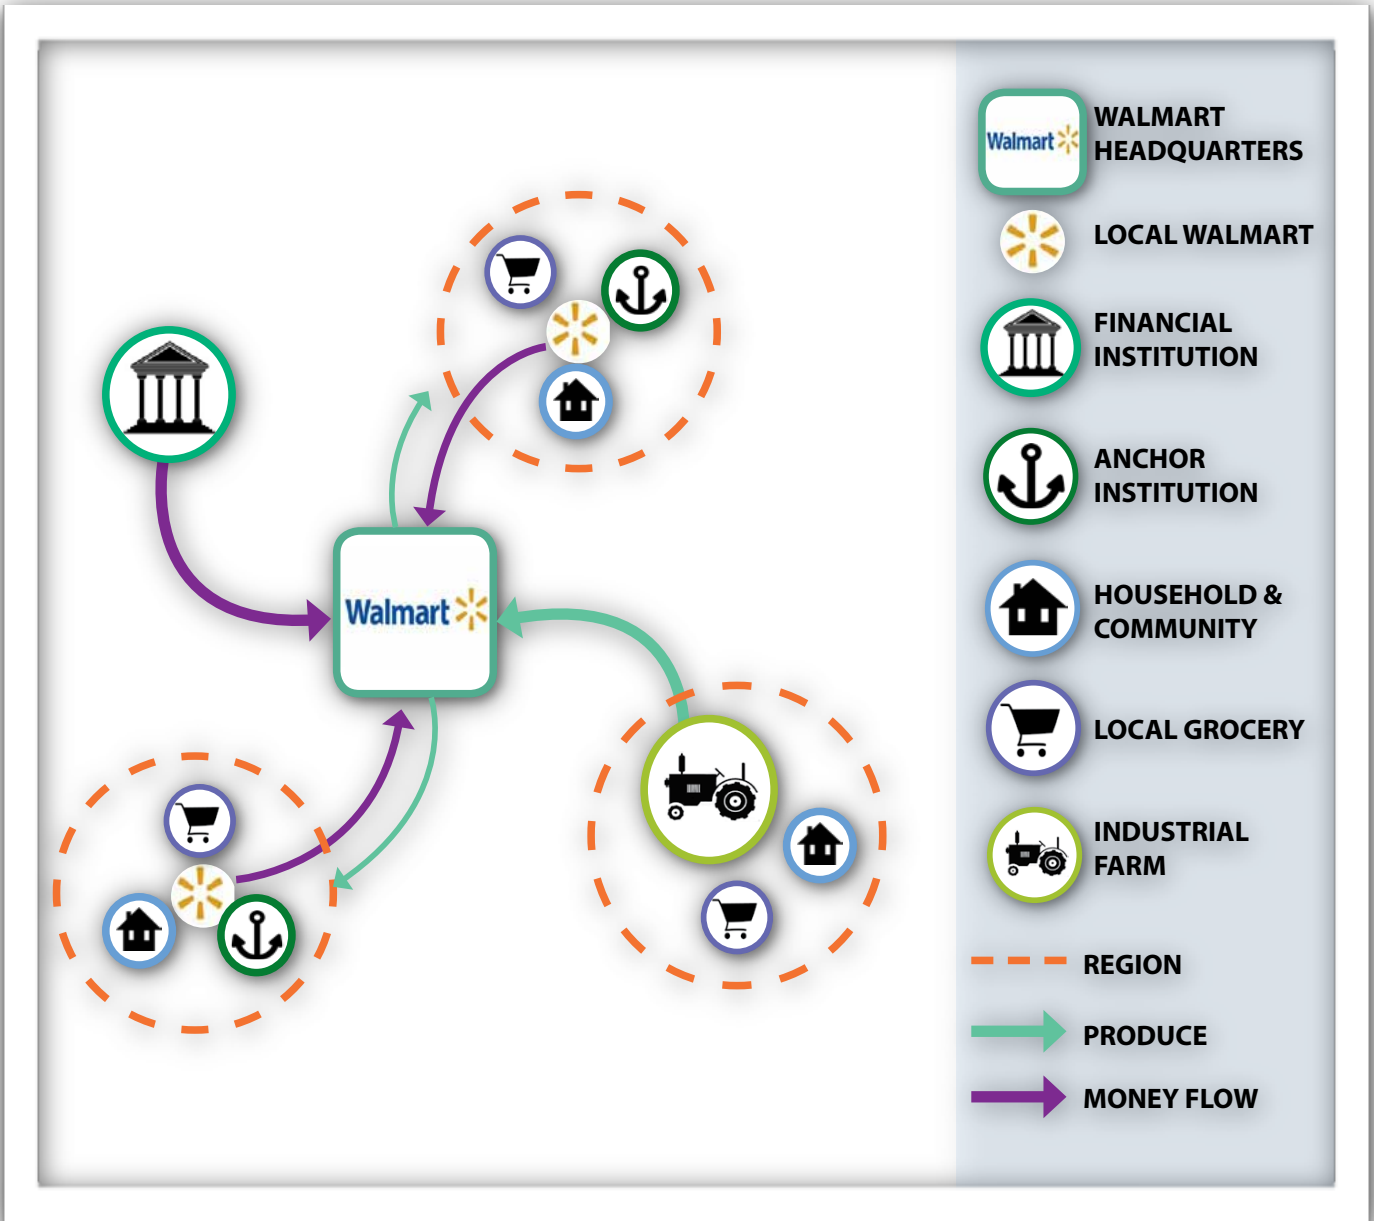 Walmart
WALMART
HEADQUARTERS
LOCAL WALMART
FINANCIAL
INSTITUTION
ANCHOR
INSTITUTION
Walmart
HOUSEHOLD &
COMMUNITY
LOCAL GROCERY
INDUSTRIAL
FARM
REGION
PRODUCE
MONEY FLOW